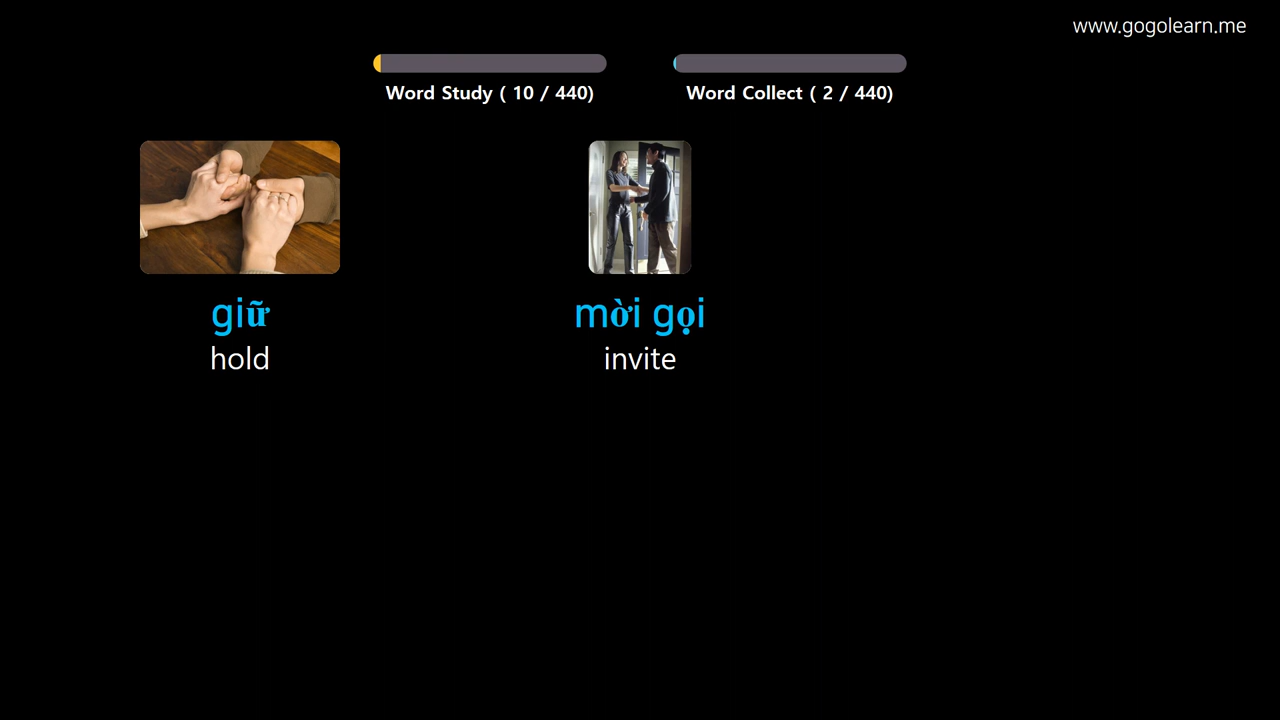 www.gogolearn.me
Word Study ( 10 / 440)
Word Collect ( 2 / 440)
giữ
hold
mời gọi
invite